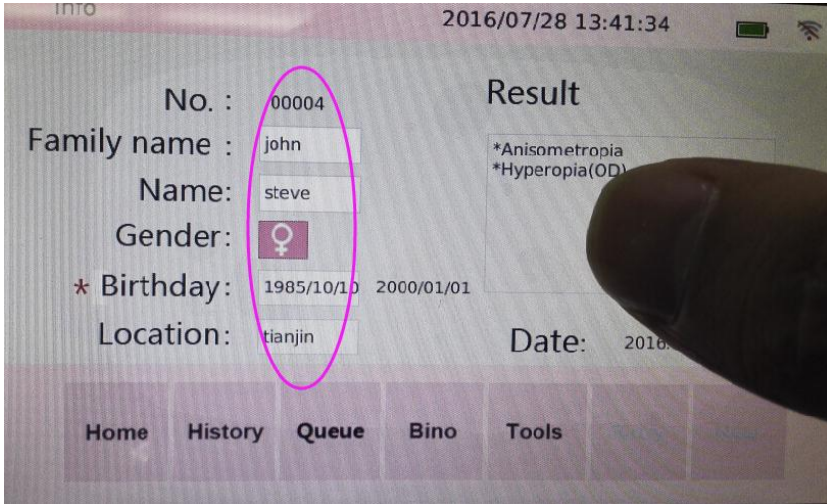 Info
2016/07/28 13:41:34
No. : 00004
Family name : john
Name: steve
Gender:
* Birthday: 1985/10/10 2000/01/01
Location: tianjin
Result
*Anisometropia
*Hyperopia(OD)
Date: 2016
Home History Queue Bino Tools